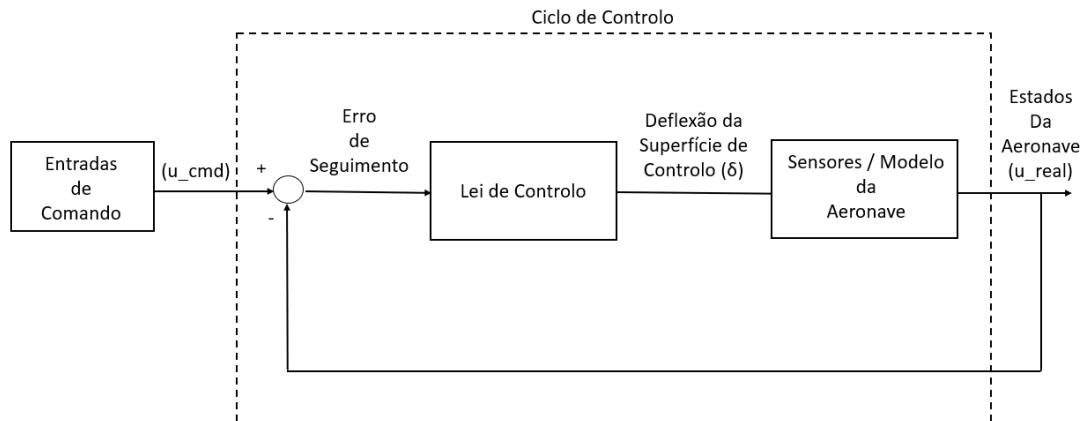 Ciclo de Controlo
Entradas
de
Comando
(u_cmd)
+
-
Erro
de
Seguimento
Lei de Controlo
Deflexão da
Superfície de
Controlo (δ)
Sensores / Modelo
da
Aeronave
Estados
Da
Aeronave
(u_real)